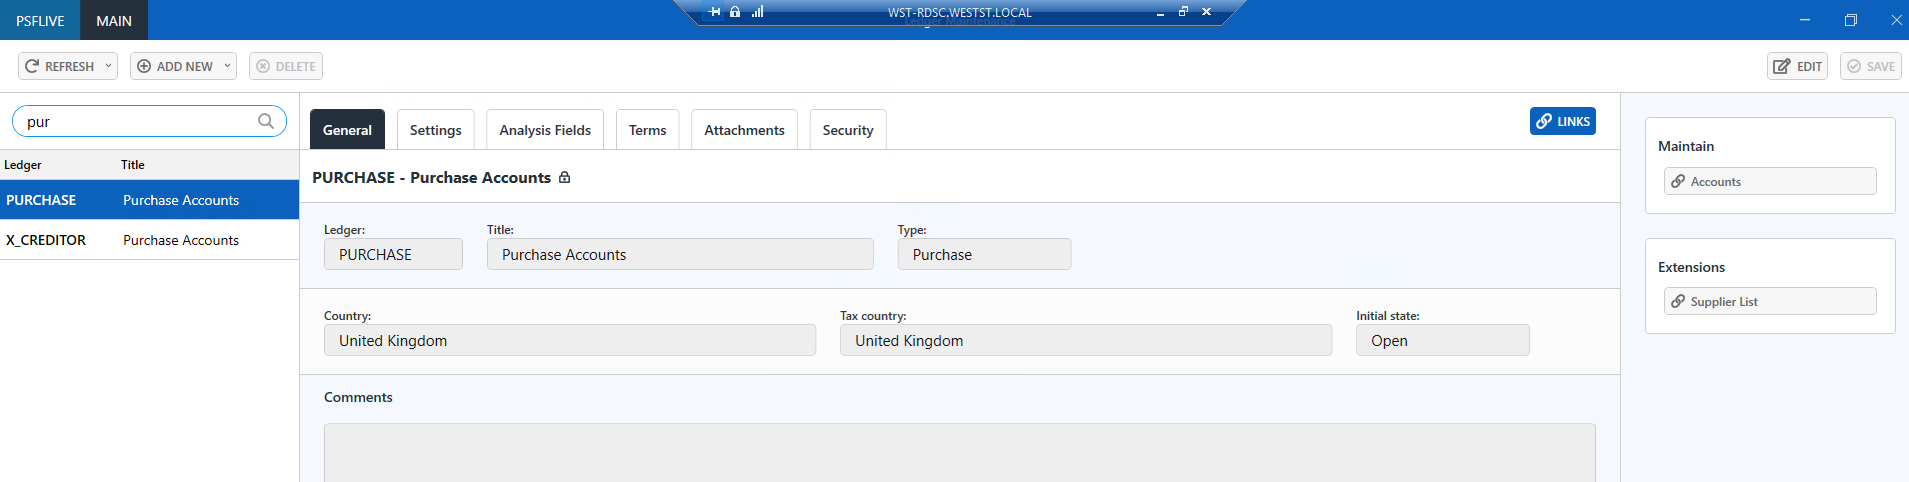 PSFLIVE MAIN WST-RDSC.WESTST.LOCAL
Ledger Maintenance
REFRESH ADD NEW DELETE EDIT SAVE
pur
General Settings Analysis Fields Terms Attachments Security LINKS
Ledger Title
PURCHASE Purchase Accounts
X_CREDITOR Purchase Accounts
PURCHASE - Purchase Accounts
Ledger: Title: Type:
PURCHASE Purchase Accounts Purchase
Country: Tax country: Initial state:
United Kingdom United Kingdom Open
Comments
Maintain
Accounts
Extensions
Supplier List